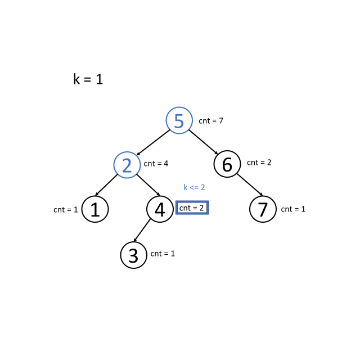 k = 1
5 cnt = 7
2 cnt = 4
6 cnt = 2
k <= 2
cnt = 1 1
4 cnt = 2
7 cnt = 1
3 cnt = 1